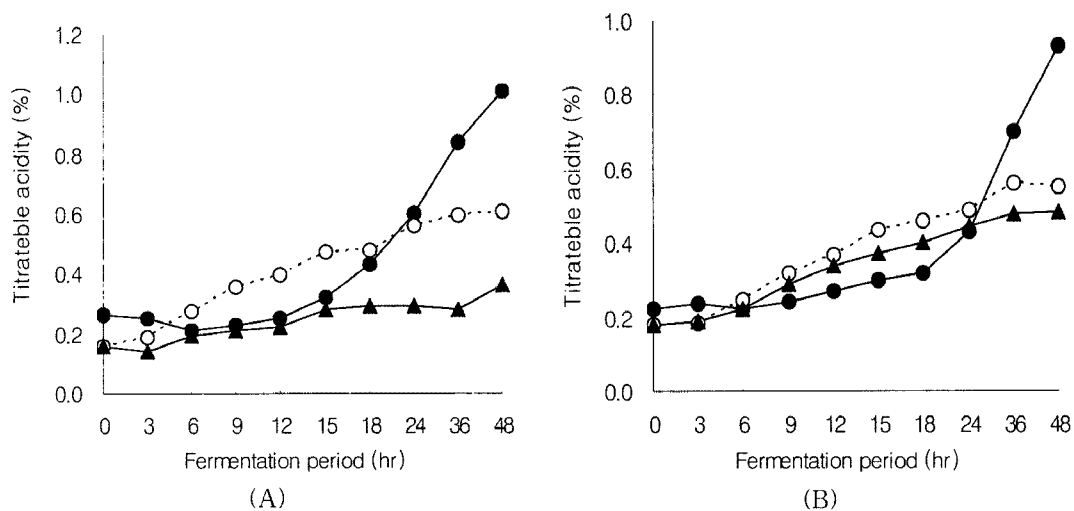 Titrateble acidity (%)
1.2
1.0
0.8
0.6
0.4
0.2
0.0
0 3 6 9 12 15 18 24 36 48
Fermentation period (hr)
(A)
Titrateble acidity (%)
1.0
0.8
0.6
0.4
0.2
0.0
0 3 6 9 12 15 18 24 36 48
Fermentation period (hr)
(B)